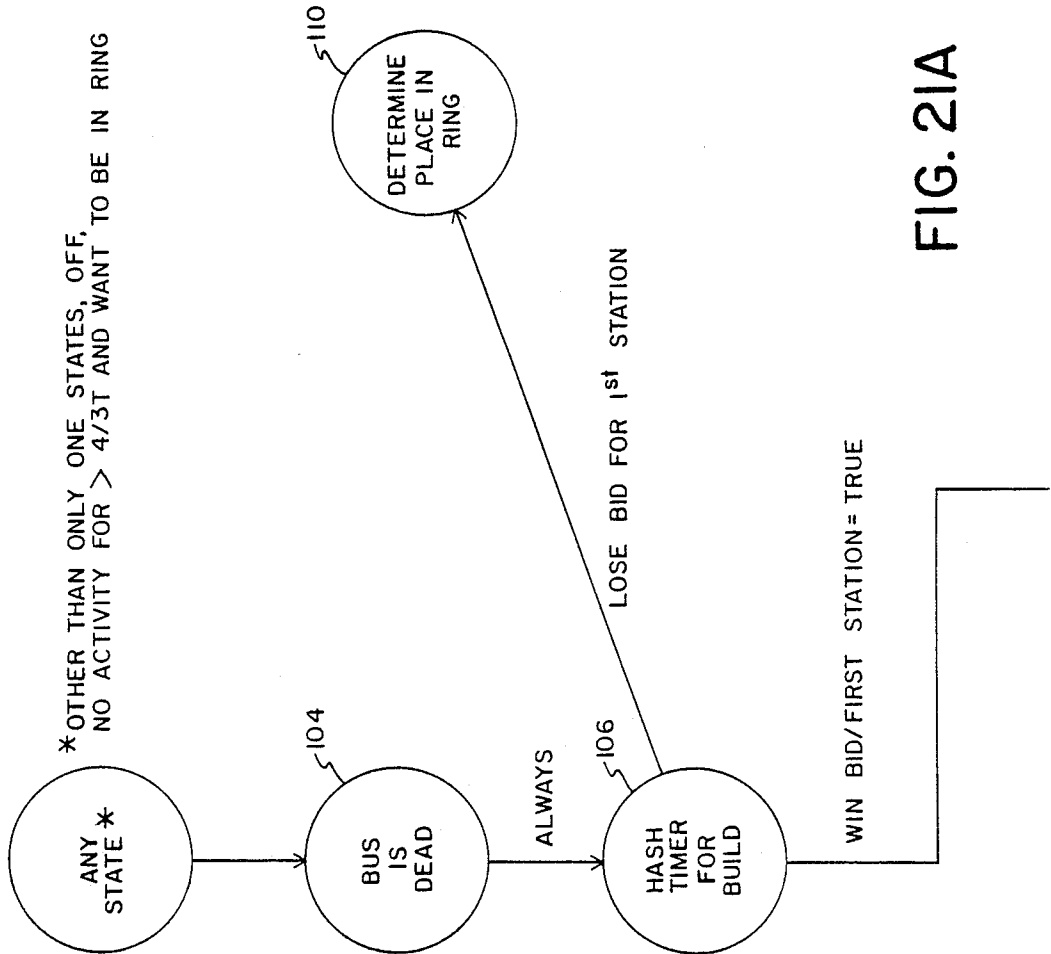 *OTHER THAN ONLY ONE STATES, OFF,
NO ACTIVITY FOR > 4/3T AND WANT TO BE IN RING
ANY
STATE *
104
BUS
IS
DEAD
ALWAYS
106
HASH
TIMER
FOR
BUILD
LOSE BID FOR 1st STATION
110
DETERMINE
PLACE IN
RING
WIN BID/FIRST STATION = TRUE
FIG. 21A